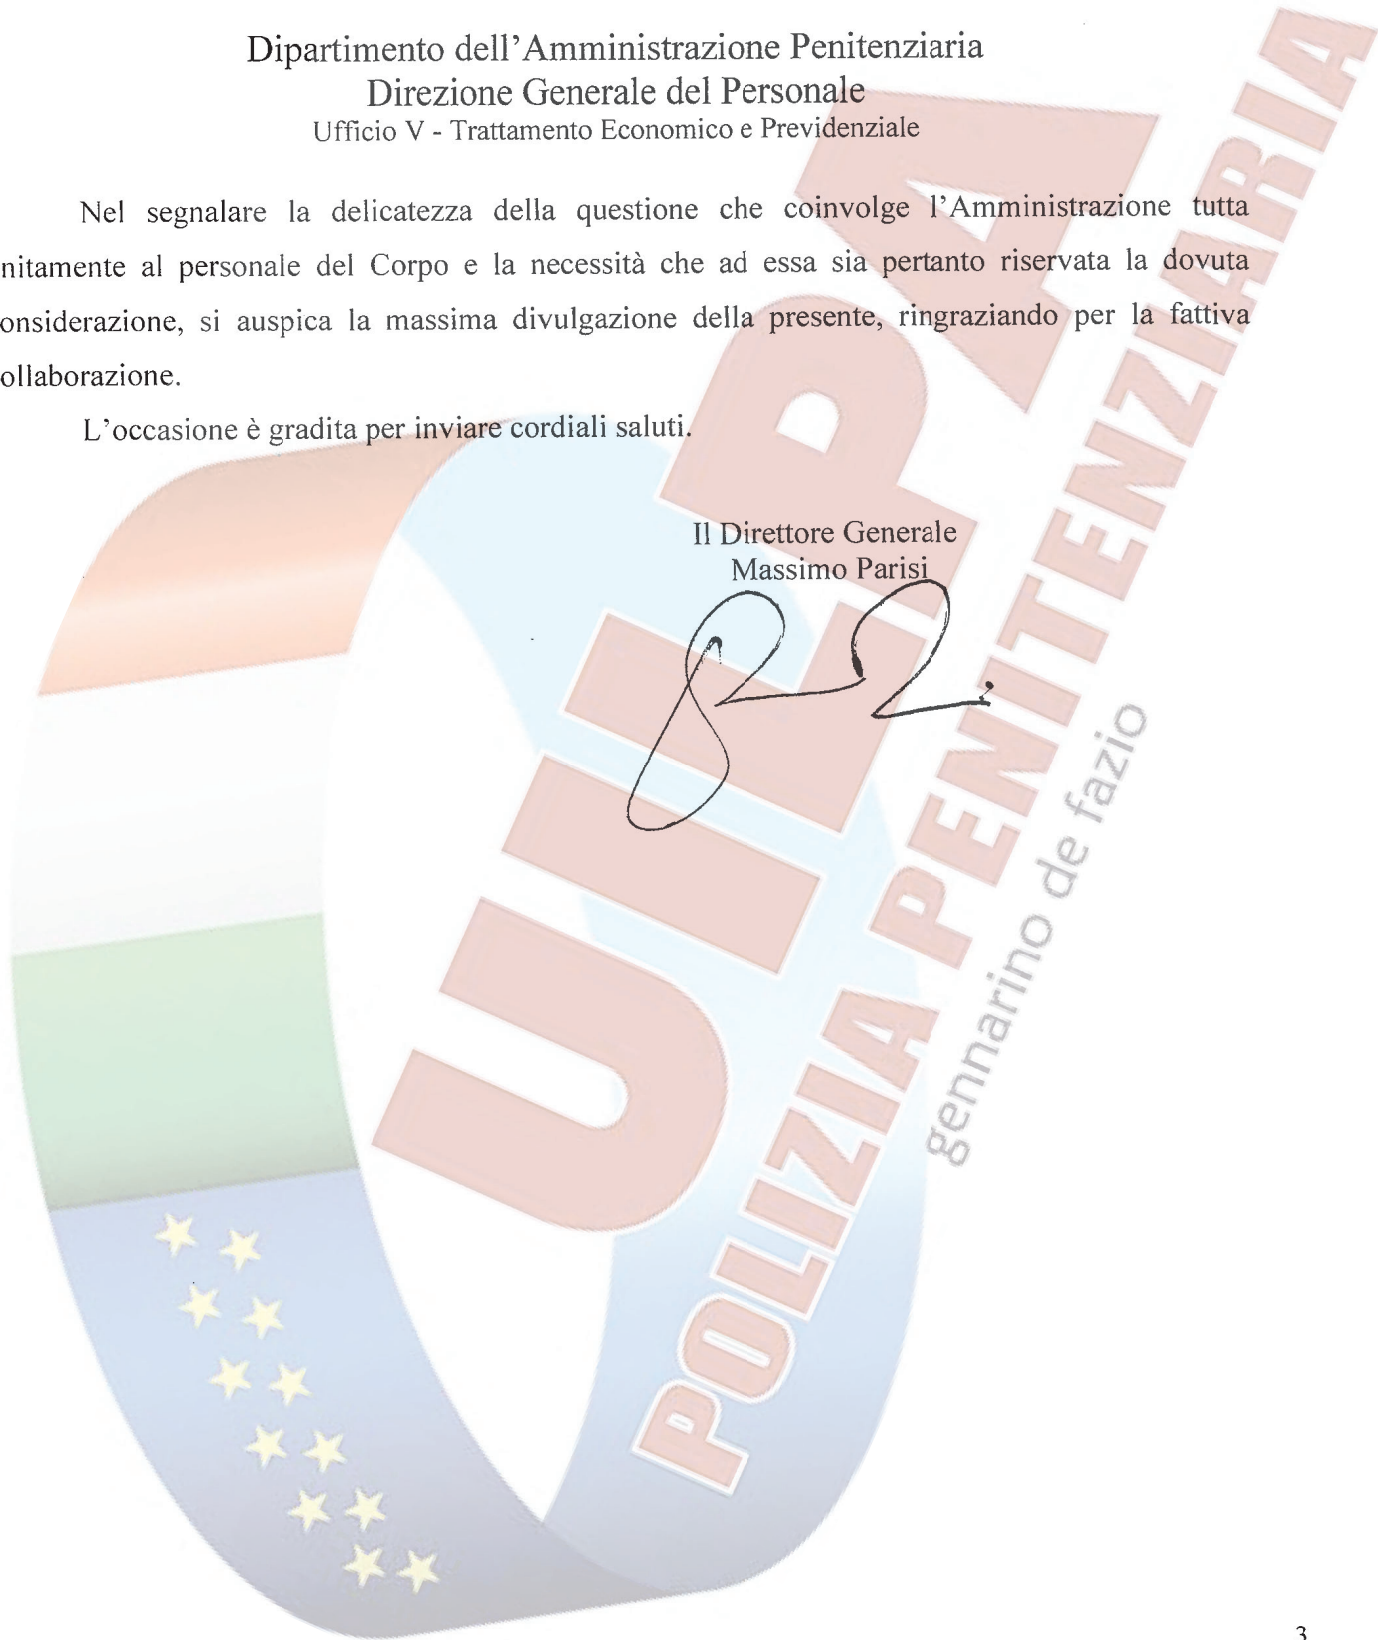 Dipartimento dell'Amministrazione Penitenziaria
Direzione Generale del Personale
Ufficio V - Trattamento Economico e Previdenziale
Nel segnalare la delicatezza della questione che coinvolge l'Amministrazione tutta
nitamente al personale del Corpo e la necessità che ad essa sia pertanto riservata la dovuta
onsiderazione, si auspica la massima divulgazione della presente, ringraziando per la fattiva
ollaborazione.
L'occasione è gradita per inviare cordiali saluti.
Il Direttore Generale
Massimo Parisi
UILPA
POLIZIA PENITENZIARIA
gennarino de fazio
3